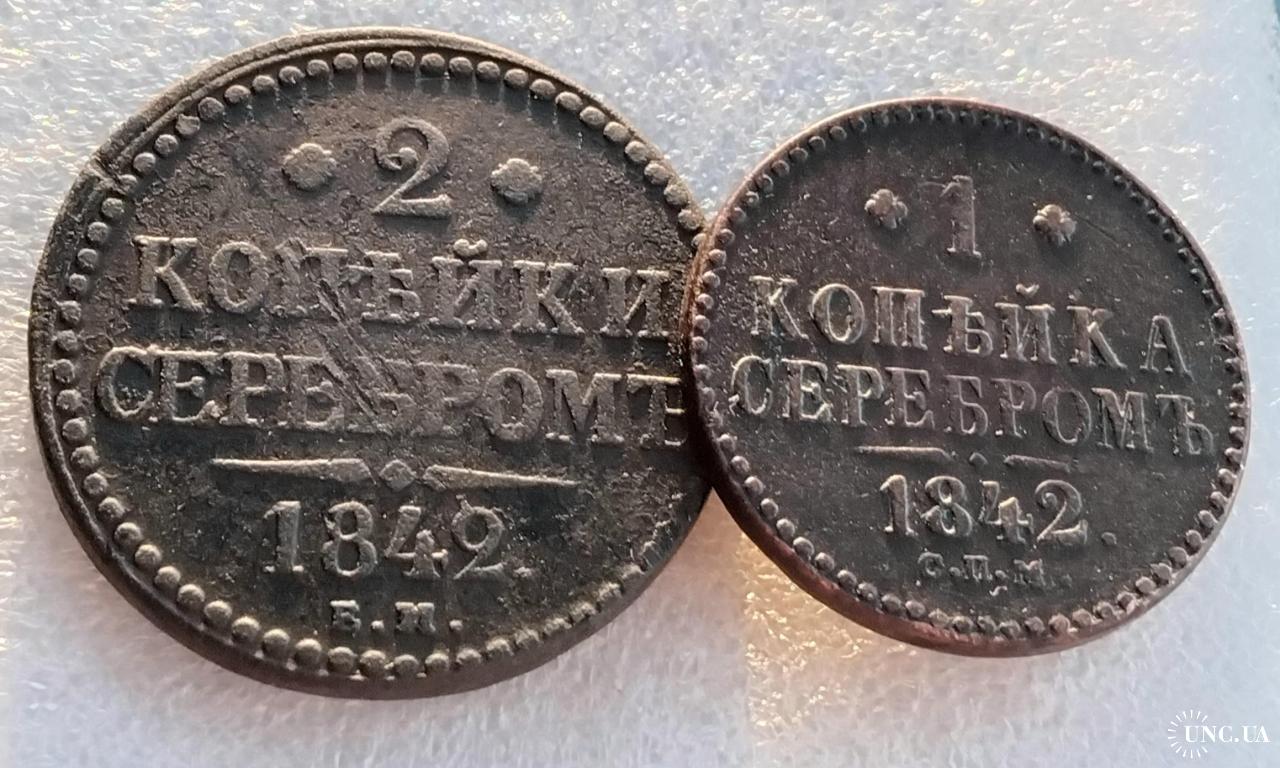 2
КОПѢЙКИ
СЕРЕБРОМЪ
1842.
Е.М.
1
КОПѢЙКА
СЕРЕБРОМЪ
1842.
С.П.М.
UNC.UA